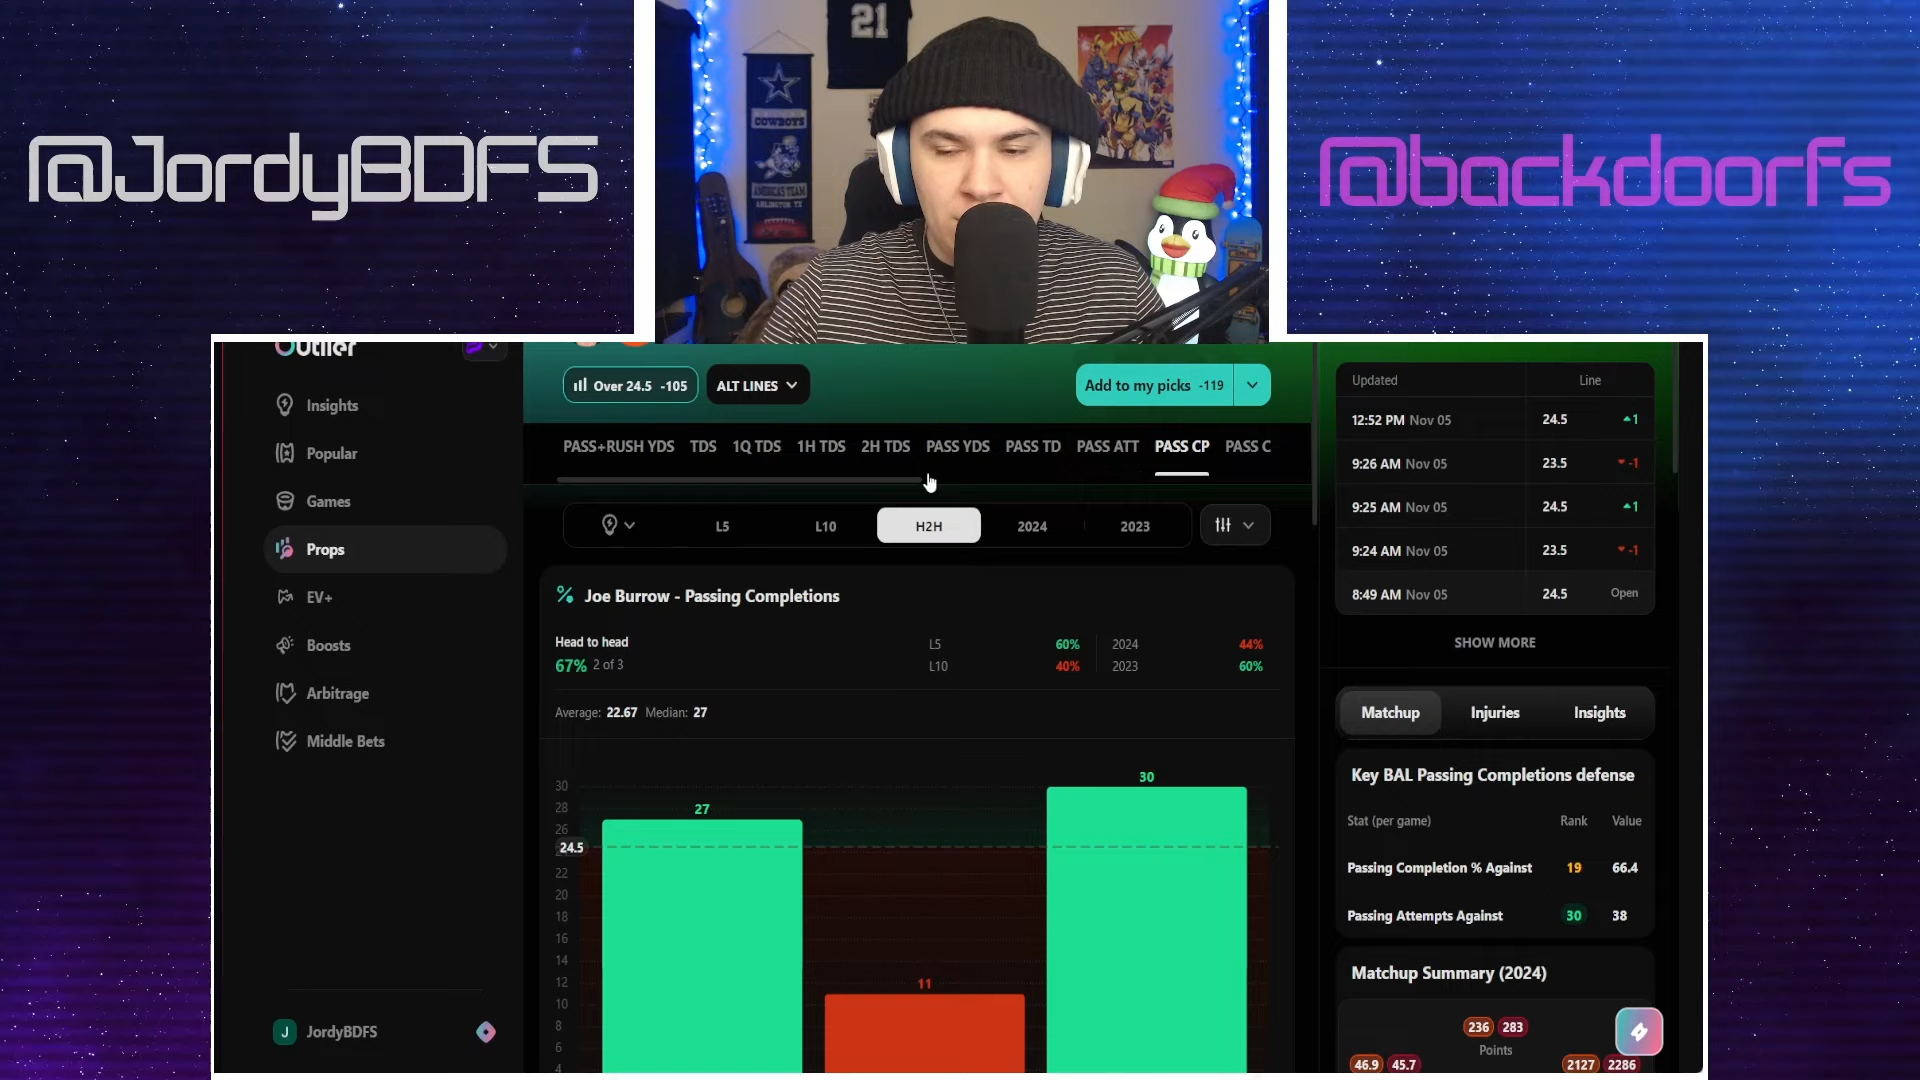 @JordyBDFS
@backdoorfs
21
COWBOYS
AMERICA'S TEAM
ARLINGTON, TX
X-MEN
Outlier
Insights
Popular
Games
Props
EV+
Boosts
Arbitrage
Middle Bets
J JordyBDFS
Over 24.5 -105
ALT LINES
Add to my picks -119
PASS+RUSH YDS TDS 1Q TDS 1H TDS 2H TDS PASS YDS PASS TD PASS ATT PASS CP PASS C
L5 L10 H2H 2024 2023
% Joe Burrow - Passing Completions
Head to head
67% 2 of 3
L5 60% 2024 44%
L10 40% 2023 60%
Average: 22.67 Median: 27
30
28
26
24.5
22
20
18
16
14
12
10
8
6
4
27
11
30
Updated Line
12:52 PM Nov 05 24.5 1
9:26 AM Nov 05 23.5 -1
9:25 AM Nov 05 24.5 1
9:24 AM Nov 05 23.5 -1
8:49 AM Nov 05 24.5 Open
SHOW MORE
Matchup Injuries Insights
Key BAL Passing Completions defense
Stat (per game) Rank Value
Passing Completion % Against 19 66.4
Passing Attempts Against 30 38
Matchup Summary (2024)
236 283
Points
46.9 45.7
2127 2286